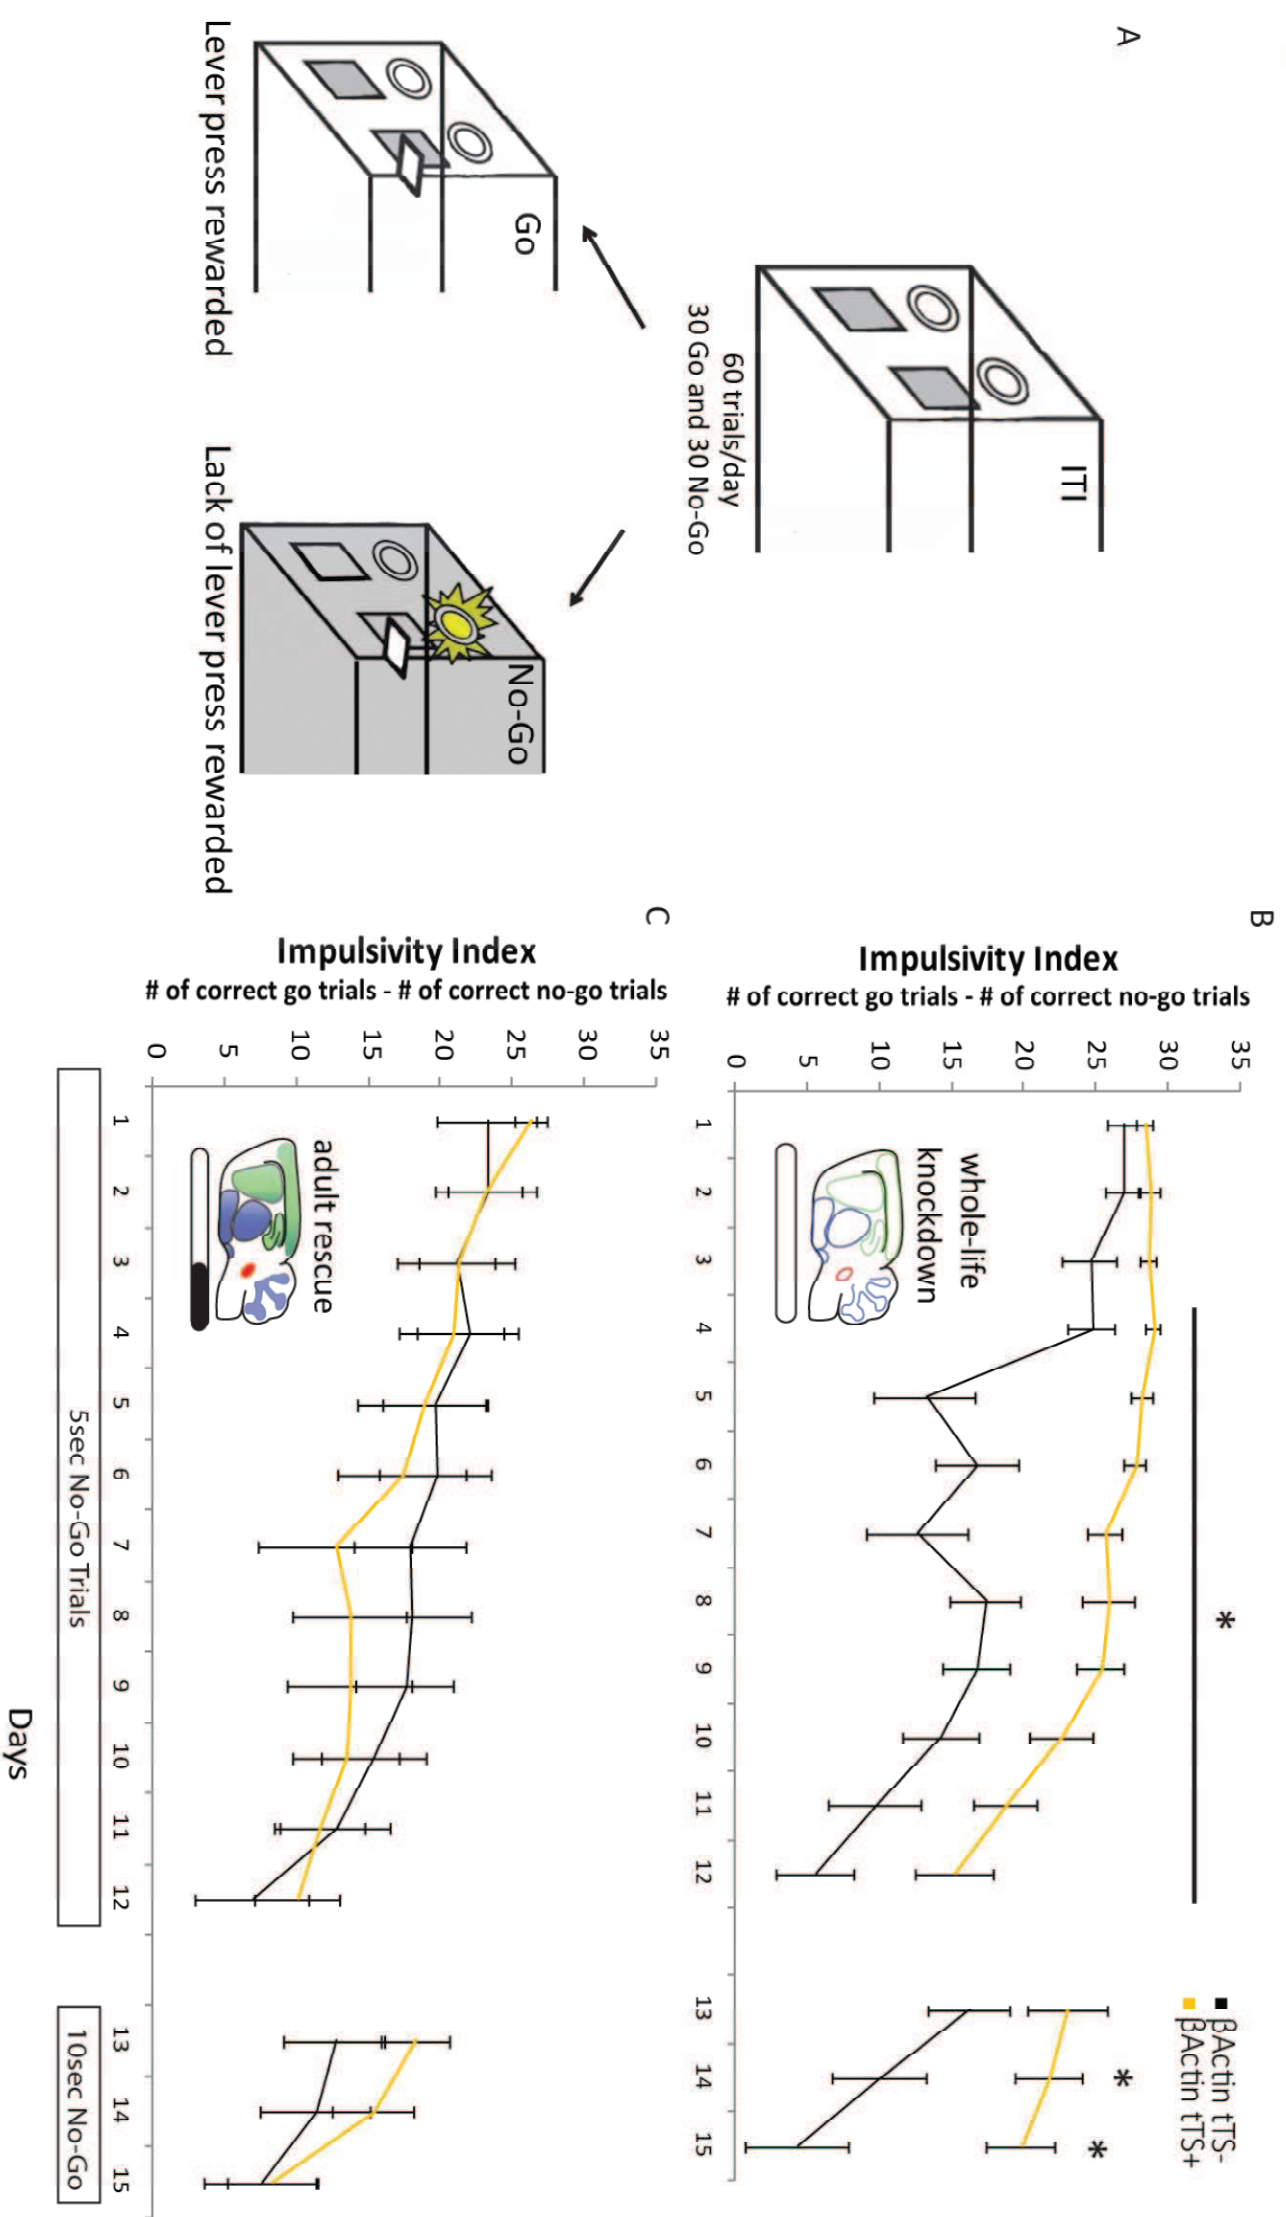 A
ITI
60 trials/day
30 Go and 30 No-Go
Go
No-Go
Lever press rewarded
Lack of lever press rewarded
B
βActin tTS-
βActin tTS+
Impulsivity Index
# of correct go trials - # of correct no-go trials
35
30
25
20
15
10
5
0
*
*
*
whole-life
knockdown
1 2 3 4 5 6 7 8 9 10 11 12 13 14 15
C
Impulsivity Index
# of correct go trials - # of correct no-go trials
35
30
25
20
15
10
5
0
adult rescue
1 2 3 4 5 6 7 8 9 10 11 12 13 14 15
5sec No-Go Trials
10sec No-Go
Days